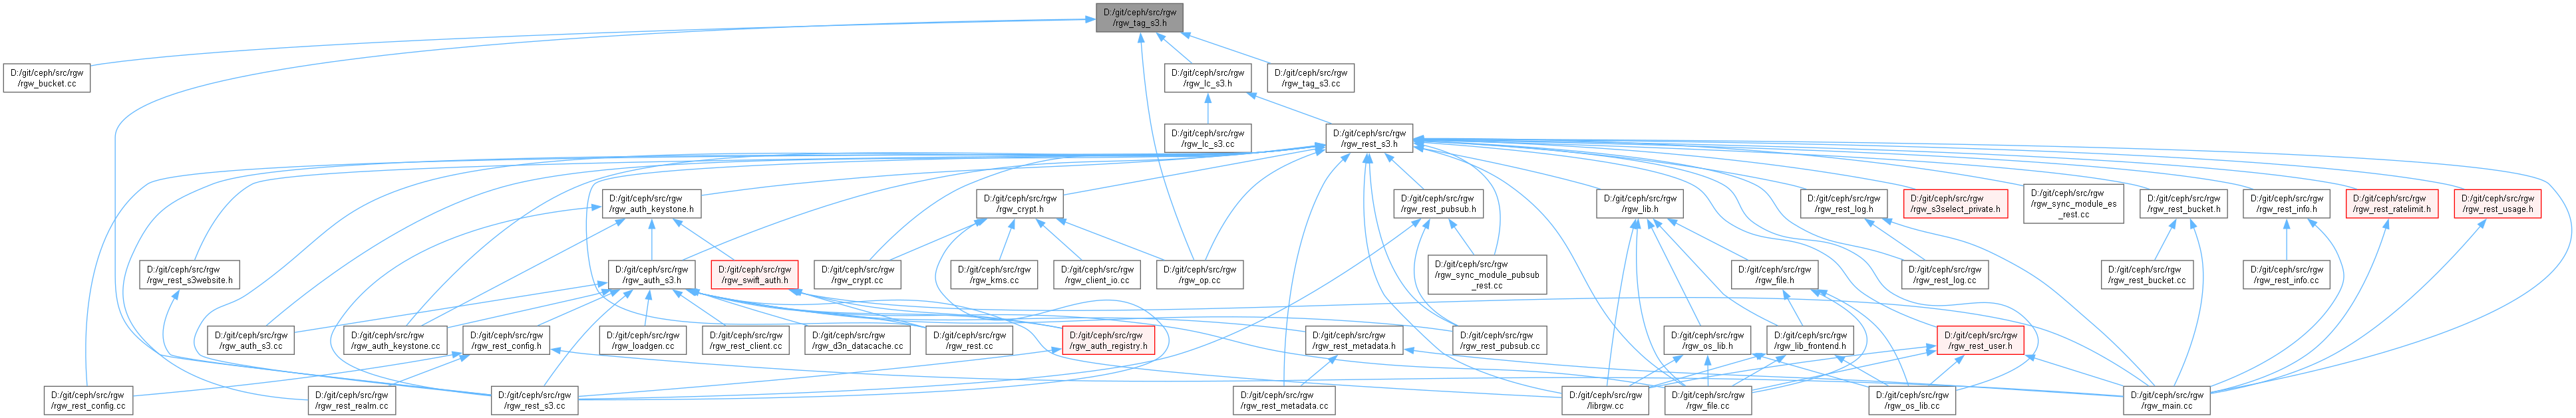 D:/git/ceph/src/rgw
/rgw_tag_s3.h
D:/git/ceph/src/rgw
/rgw_bucket.cc
D:/git/ceph/src/rgw
/rgw_lc_s3.h
D:/git/ceph/src/rgw
/rgw_tag_s3.cc
D:/git/ceph/src/rgw
/rgw_lc_s3.cc
D:/git/ceph/src/rgw
/rgw_rest_s3.h
D:/git/ceph/src/rgw
/rgw_auth_keystone.h
D:/git/ceph/src/rgw
/rgw_crypt.h
D:/git/ceph/src/rgw
/rgw_rest_pubsub.h
D:/git/ceph/src/rgw
/rgw_lib.h
D:/git/ceph/src/rgw
/rgw_rest_log.h
D:/git/ceph/src/rgw
/rgw_s3select_private.h
D:/git/ceph/src/rgw
/rgw_sync_module_es
_rest.cc
D:/git/ceph/src/rgw
/rgw_rest_bucket.h
D:/git/ceph/src/rgw
/rgw_rest_info.h
D:/git/ceph/src/rgw
/rgw_rest_ratelimit.h
D:/git/ceph/src/rgw
/rgw_rest_usage.h
D:/git/ceph/src/rgw
/rgw_rest_s3website.h
D:/git/ceph/src/rgw
/rgw_auth_s3.h
D:/git/ceph/src/rgw
/rgw_swift_auth.h
D:/git/ceph/src/rgw
/rgw_crypt.cc
D:/git/ceph/src/rgw
/rgw_kms.cc
D:/git/ceph/src/rgw
/rgw_client_io.cc
D:/git/ceph/src/rgw
/rgw_op.cc
D:/git/ceph/src/rgw
/rgw_sync_module_pubsub
_rest.cc
D:/git/ceph/src/rgw
/rgw_file.h
D:/git/ceph/src/rgw
/rgw_rest_log.cc
D:/git/ceph/src/rgw
/rgw_rest_bucket.cc
D:/git/ceph/src/rgw
/rgw_rest_info.cc
D:/git/ceph/src/rgw
/rgw_auth_s3.cc
D:/git/ceph/src/rgw
/rgw_auth_keystone.cc
D:/git/ceph/src/rgw
/rgw_rest_config.h
D:/git/ceph/src/rgw
/rgw_loadgen.cc
D:/git/ceph/src/rgw
/rgw_rest_client.cc
D:/git/ceph/src/rgw
/rgw_d3n_datacache.cc
D:/git/ceph/src/rgw
/rgw_rest.cc
D:/git/ceph/src/rgw
/rgw_auth_registry.h
D:/git/ceph/src/rgw
/rgw_rest_metadata.h
D:/git/ceph/src/rgw
/rgw_rest_pubsub.cc
D:/git/ceph/src/rgw
/rgw_os_lib.h
D:/git/ceph/src/rgw
/rgw_lib_frontend.h
D:/git/ceph/src/rgw
/rgw_rest_user.h
D:/git/ceph/src/rgw
/rgw_rest_config.cc
D:/git/ceph/src/rgw
/rgw_rest_realm.cc
D:/git/ceph/src/rgw
/rgw_rest_s3.cc
D:/git/ceph/src/rgw
/rgw_rest_metadata.cc
D:/git/ceph/src/rgw
/librgw.cc
D:/git/ceph/src/rgw
/rgw_file.cc
D:/git/ceph/src/rgw
/rgw_os_lib.cc
D:/git/ceph/src/rgw
/rgw_main.cc